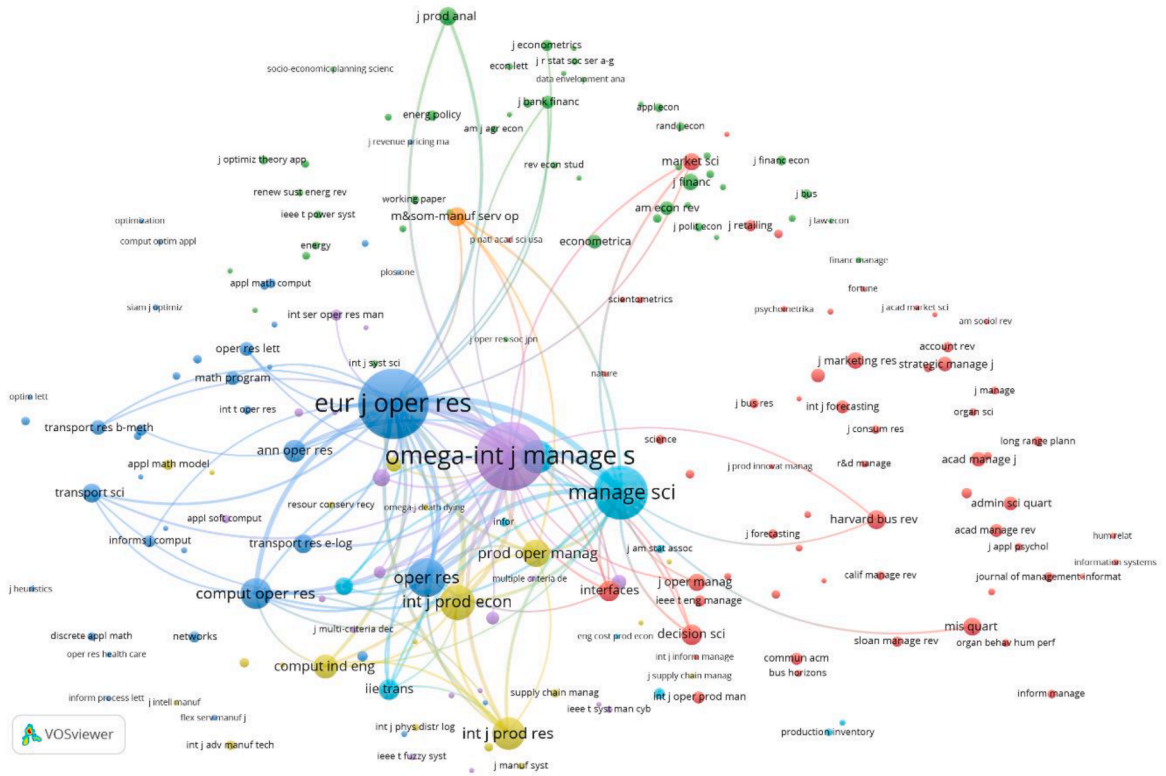 j prod anal
j econometrics
j r stat soc ser a-g
econ lett
socio-economic planning scienc
data envelopment ana
j bank financ
appl econ
energ policy
am j agr econ
rand j econ
j revenue pricing ma
market sci
j financ econ
j optimiz theory app
rev econ stud
j financ
renew sust energ rev
working paper
j bus
ieee t power syst
m&som-manuf serv op
am econ rev
optimization
j polit econ
j retailing
j law econ
comput optim appl
energy
p natl acad sci usa
econometrica
financ manage
plos one
appl math comput
fortune
scientometrics
siam j optimiz
psychometrika
j acad market sci
int ser oper res man
am sociol rev
j oper res soc jpn
oper res lett
account rev
int j syst sci
j marketing res
strategic manage j
nature
math program
j manage
optim lett
eur j oper res
int t oper res
j bus res
int j forecasting
organ sci
transport res b-meth
j consum res
science
long range plann
ann oper res
omega-int j manage s
appl math model
j prod innovat manag
r&d manage
acad manage j
transport sci
manage sci
resour conserv recy
omega-j death dying
admin sci quart
appl soft comput
infor
harvard bus rev
informs j comput
transport res e-log
j forecasting
acad manage rev
hum relat
prod oper manag
j am stat assoc
j appl psychol
information systems
oper res
multiple criteria de
calif manage rev
journal of management informat
j heuristics
comput oper res
int j prod econ
interfaces
j oper manag
ieee t eng manage
discrete appl math
networks
j multi-criteria dec
eng cost prod econ
decision sci
mis quart
sloan manage rev
organ behav hum perf
oper res health care
comput ind eng
int j inform manage
commun acm
bus horizons
j supply chain manag
inform process lett
j intell manuf
iie trans
supply chain manag
int j oper prod man
inform manage
ieee t syst man cyb
flex serv manuf j
int j phys distr log
int j prod res
production inventory
VOSviewer
int j adv manuf tech
ieee t fuzzy syst
j manuf syst